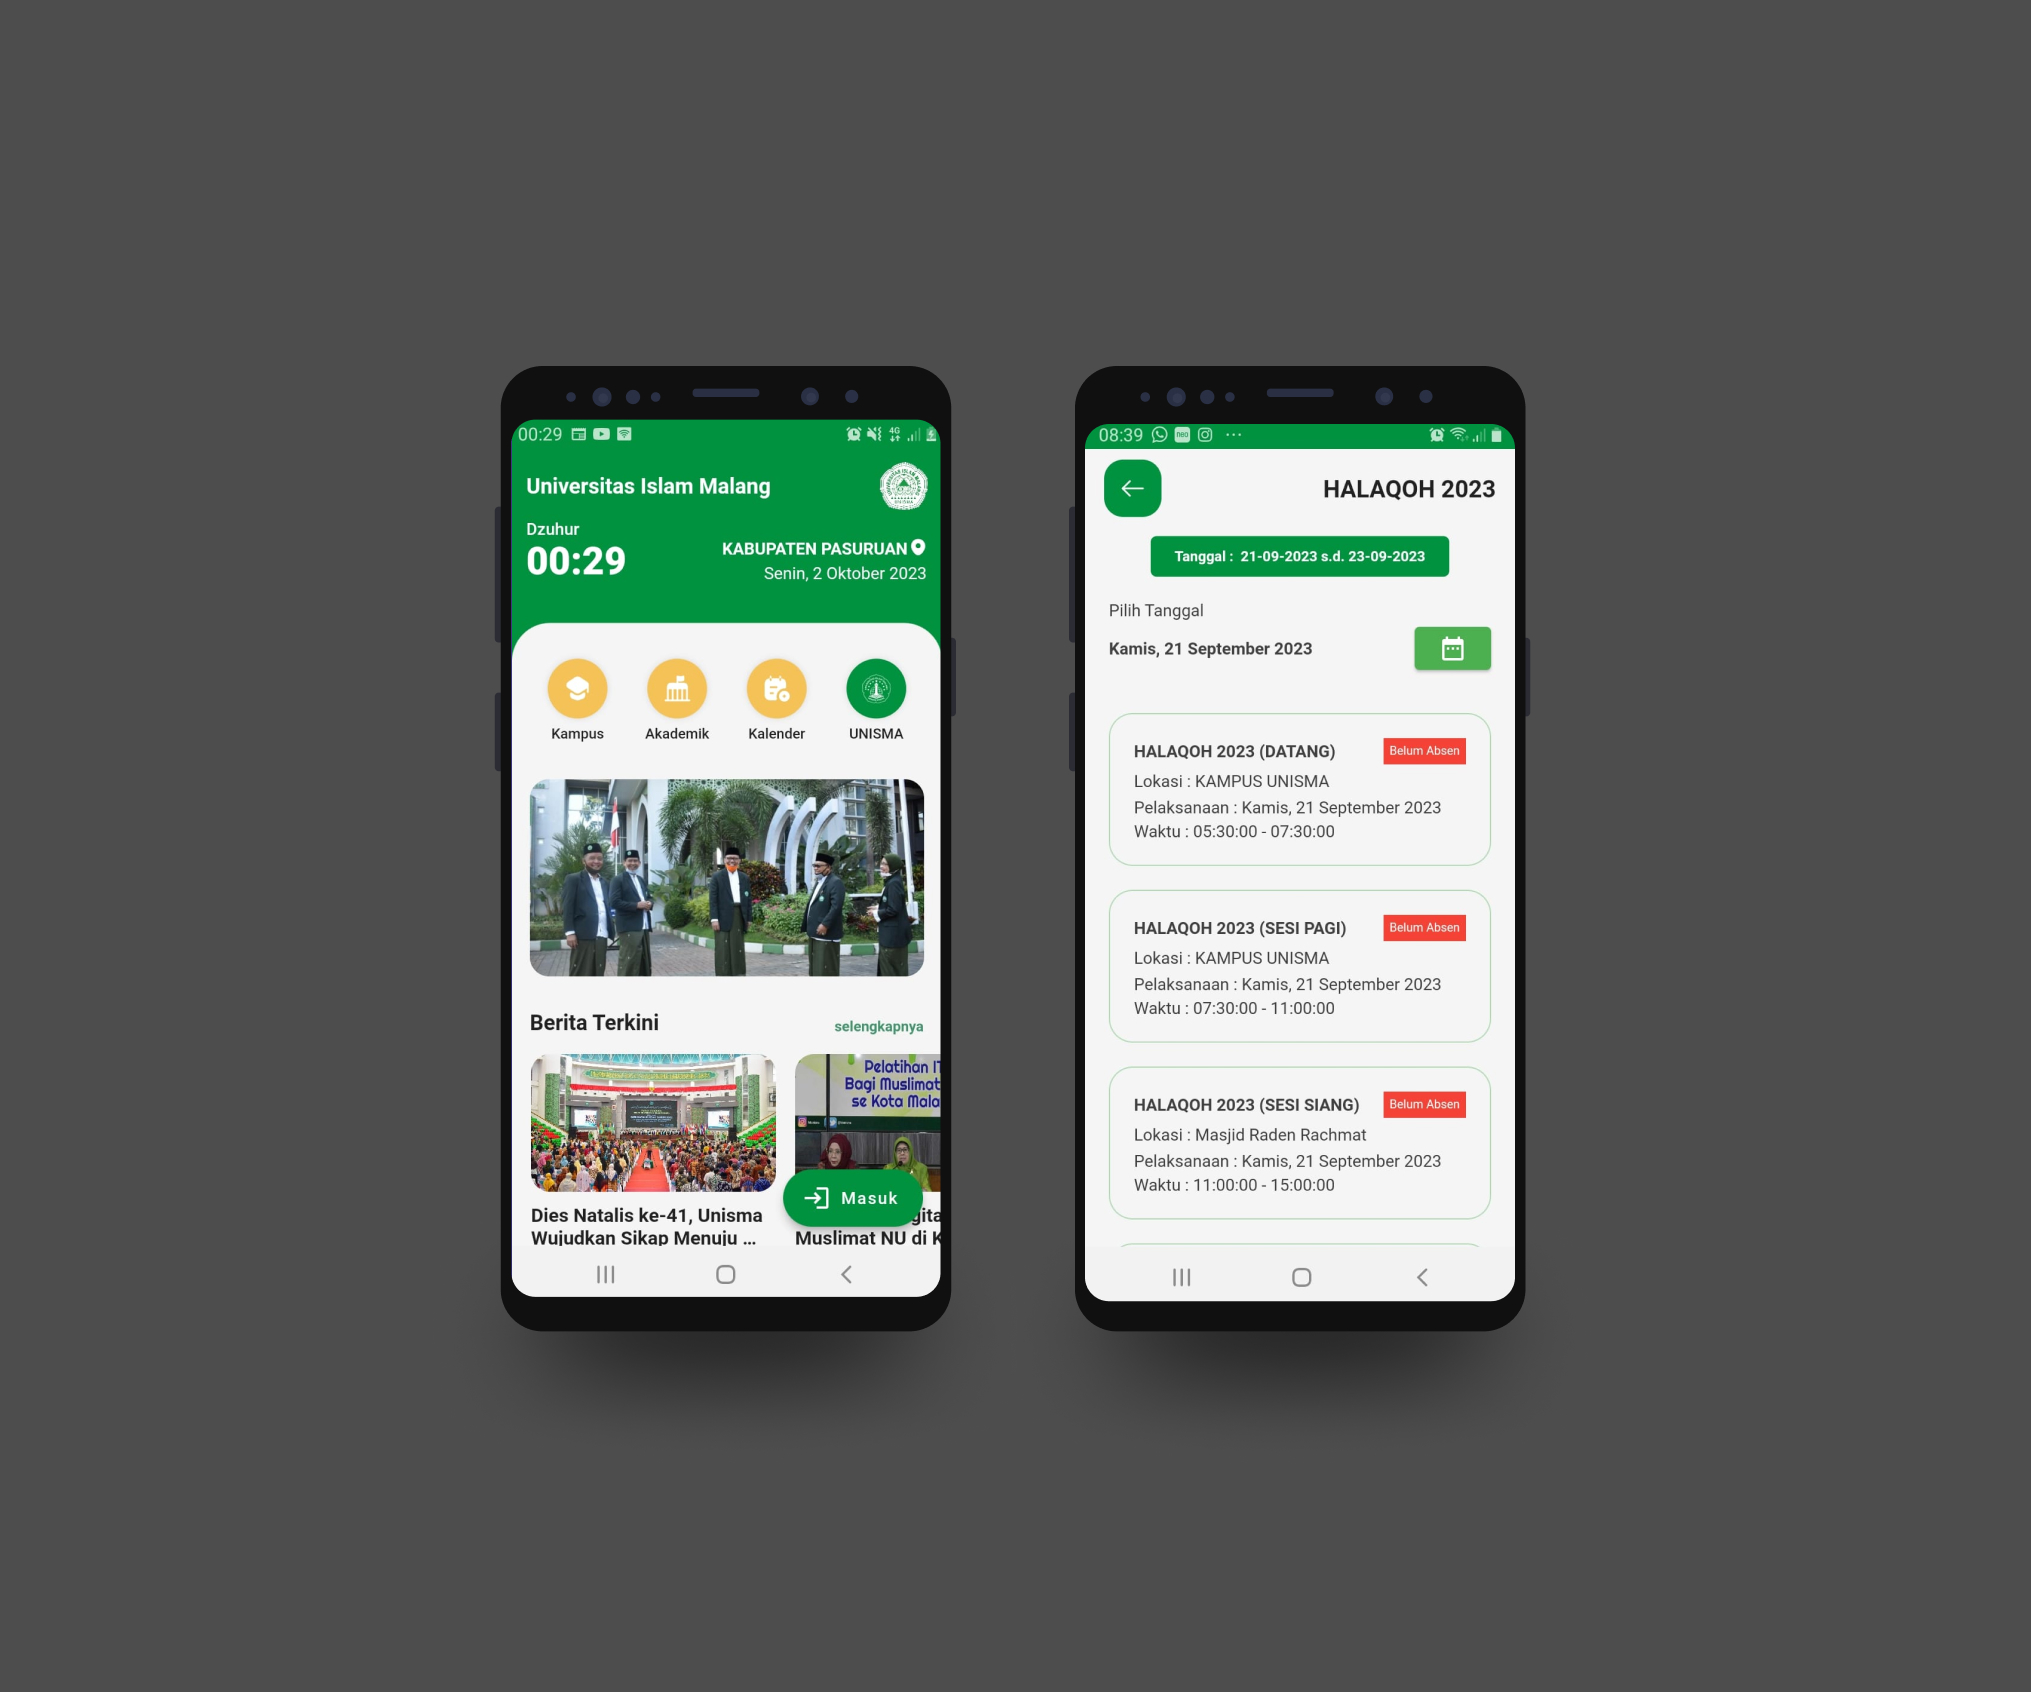 00:29
4G
Universitas Islam Malang
Dzuhur
00:29
KABUPATEN PASURUAN
Senin, 2 Oktober 2023
Kampus
Akademik
Kalender
UNISMA
Berita Terkini
selengkapnya
Pelatihan IT
Bagi Muslimat
se Kota Mala
Masuk
Dies Natalis ke-41, Unisma
Wujudkan Sikap Menuju ...
gita
Muslimat NU di K
08:39
neo
HALAQOH 2023
Tanggal : 21-09-2023 s.d. 23-09-2023
Pilih Tanggal
Kamis, 21 September 2023
HALAQOH 2023 (DATANG)
Belum Absen
Lokasi : KAMPUS UNISMA
Pelaksanaan : Kamis, 21 September 2023
Waktu : 05:30:00 - 07:30:00
HALAQOH 2023 (SESI PAGI)
Belum Absen
Lokasi : KAMPUS UNISMA
Pelaksanaan : Kamis, 21 September 2023
Waktu : 07:30:00 - 11:00:00
HALAQOH 2023 (SESI SIANG)
Belum Absen
Lokasi : Masjid Raden Rachmat
Pelaksanaan : Kamis, 21 September 2023
Waktu : 11:00:00 - 15:00:00